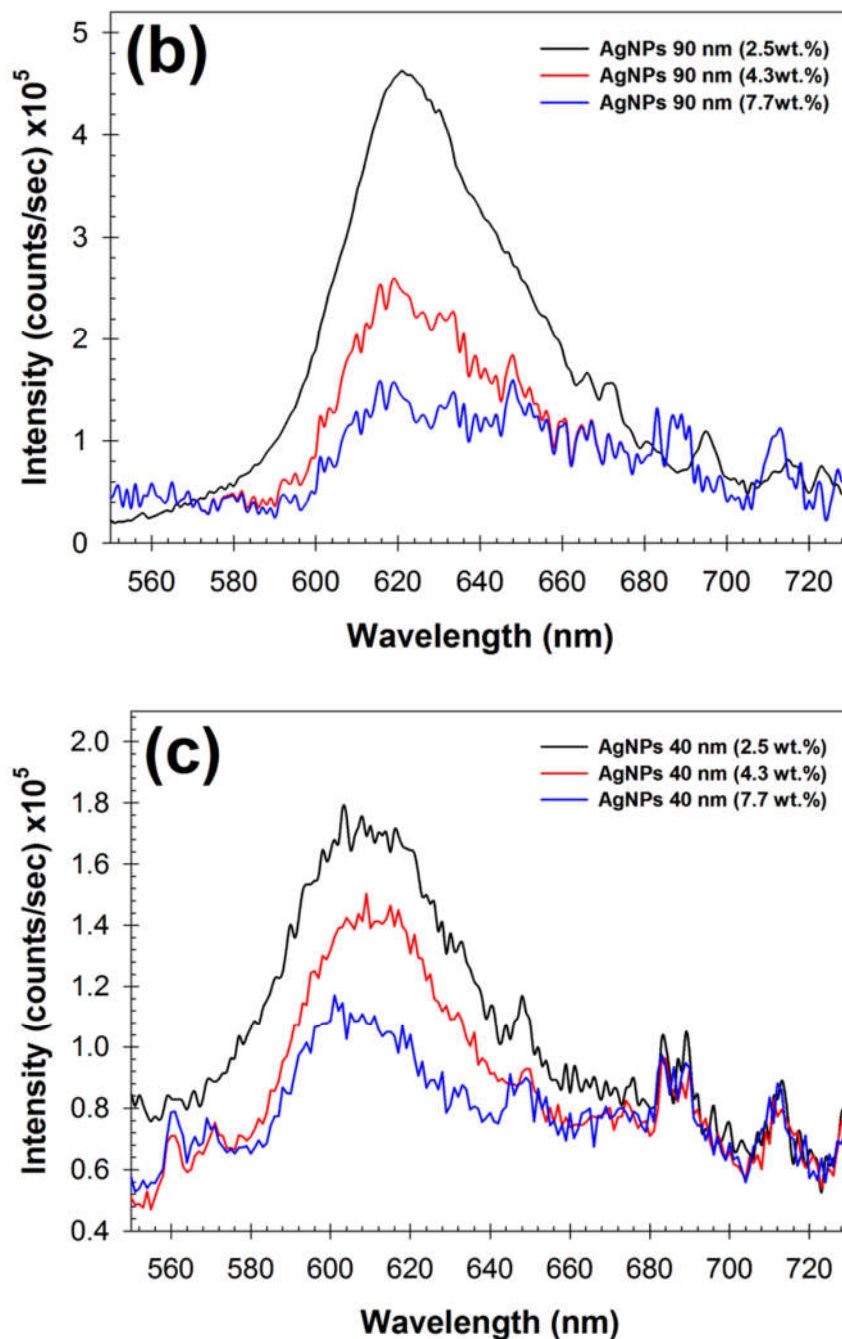 (b)
AgNPs 90 nm (2.5wt.%)
AgNPs 90 nm (4.3wt.%)
AgNPs 90 nm (7.7wt.%)
Intensity (counts/sec) x10⁵
5
4
3
2
1
0
560 580 600 620 640 660 680 700 720
Wavelength (nm)
(c)
AgNPs 40 nm (2.5 wt.%)
AgNPs 40 nm (4.3 wt.%)
AgNPs 40 nm (7.7 wt.%)
Intensity (counts/sec) x10⁵
2.0
1.8
1.6
1.4
1.2
1.0
0.8
0.6
0.4
560 580 600 620 640 660 680 700 720
Wavelength (nm)